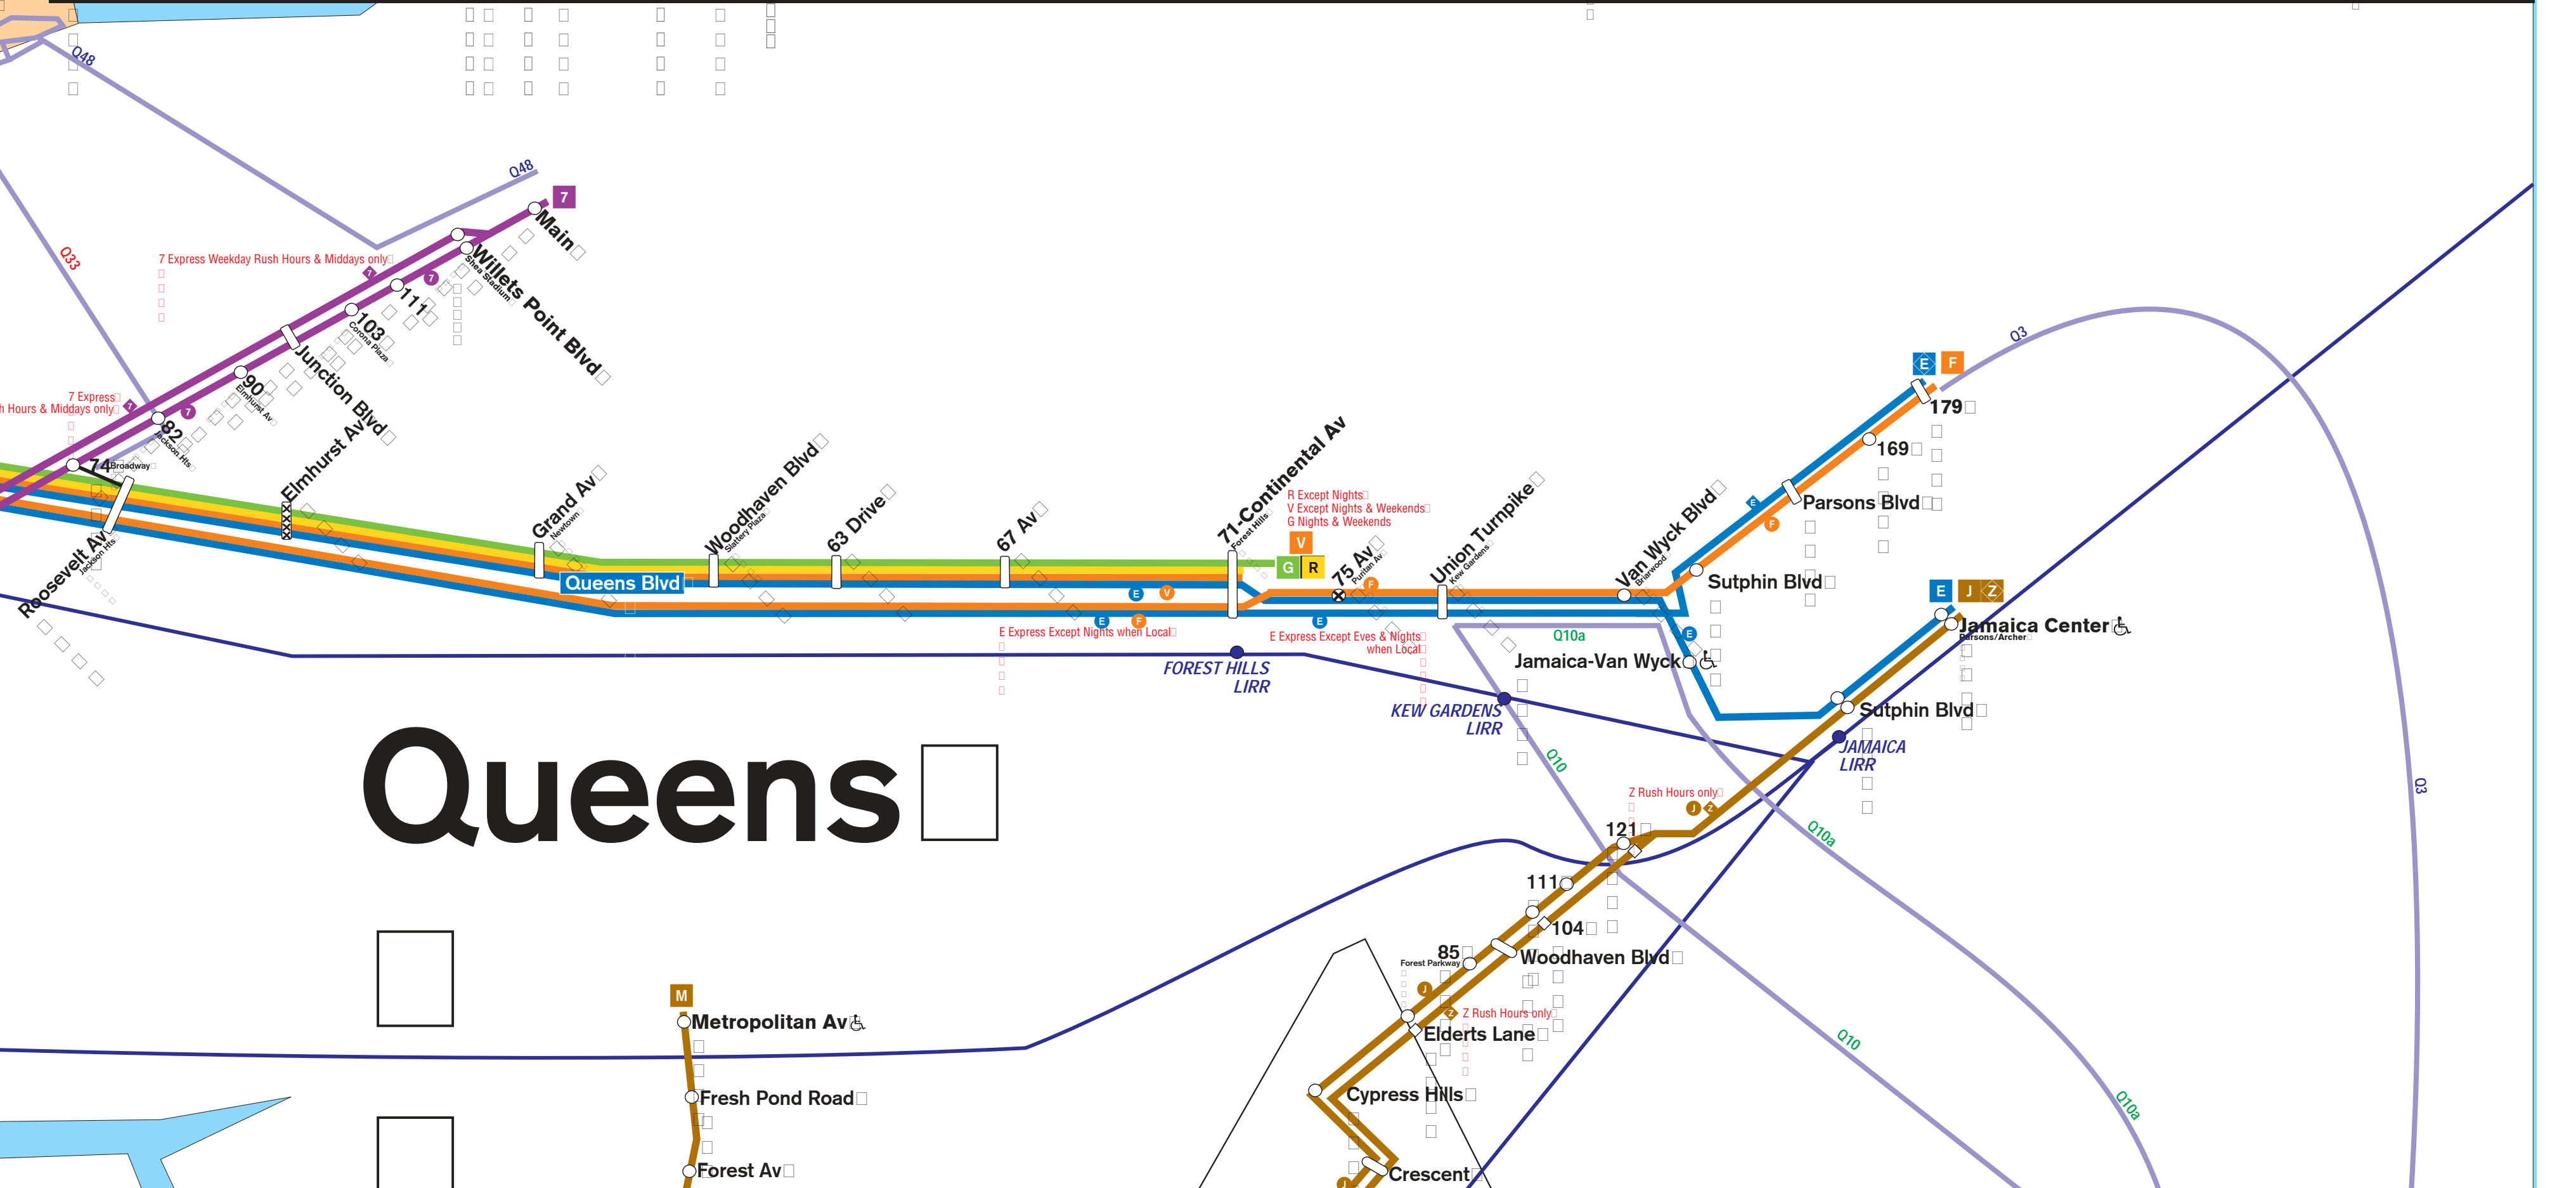 Q48
Q48
7
Main
Q33
7 Express Weekday Rush Hours & Middays only
7
7
Willets Point Blvd
Shea Stadium
111
103
Corona Plaza
Junction Blvd
90
Elmhurst Av
7 Express
h Hours & Middays only
7
7
82
Jackson Hts
74
Broadway
Elmhurst Av
Roosevelt Av
Jackson Hts
Grand Av
Newtown
Woodhaven Blvd
Slattery Plaza
63 Drive
67 Av
71-Continental Av
Forest Hills
R Except Nights
V Except Nights & Weekends
G Nights & Weekends
V
G R
Queens Blvd
E V
E F
E Express Except Nights when Local
75 Av
Puritan Av
F
Union Turnpike
Kew Gardens
E
E Express Except Eves & Nights
when Local
Van Wyck Blvd
Briarwood
Q3
E F
179
169
Parsons Blvd
E
F
Sutphin Blvd
E J Z
Jamaica Center
Parsons/Archer
Q10a
E
Jamaica-Van Wyck
Sutphin Blvd
FOREST HILLS
LIRR
KEW GARDENS
LIRR
JAMAICA
LIRR
Queens
Q10
Q3
Z Rush Hours only
J Z
121
Q10a
111
104
85
Forest Parkway
Woodhaven Blvd
J
Z
Z Rush Hours only
Elderts Lane
Q10
M
Metropolitan Av
Fresh Pond Road
Forest Av
Cypress Hills
Q10a
Crescent
J